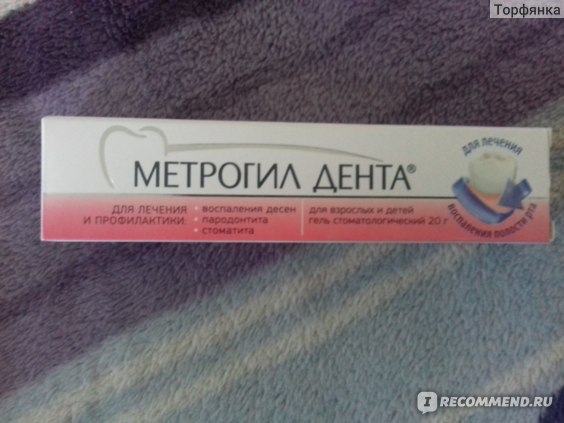 Торфянка
МЕТРОГИЛ ДЕНТА®
ДЛЯ ЛЕЧЕНИЯ
И ПРОФИЛАКТИКИ:
• воспаления десен
• пародонтита
• стоматита
для взрослых и детей
гель стоматологический 20 г
ДЛЯ ЛЕЧЕНИЯ
ВОСПАЛЕНИЯ ПОЛОСТИ РТА
I RECOMMEND.RU